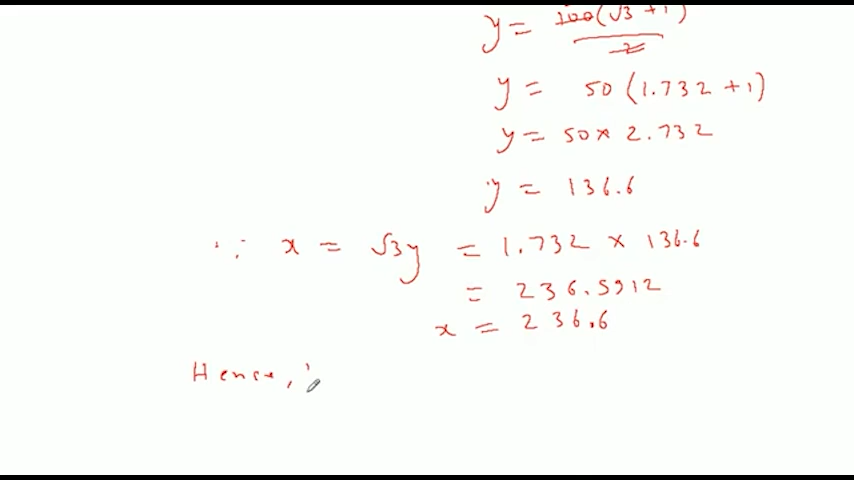 y = 100(√3 + 1)
2
y = 50 (1.732 + 1)
y = 50 × 2.732
y = 136.6
∵ x = √3y = 1.732 × 136.6
= 236.5912
x = 236.6
Hence,